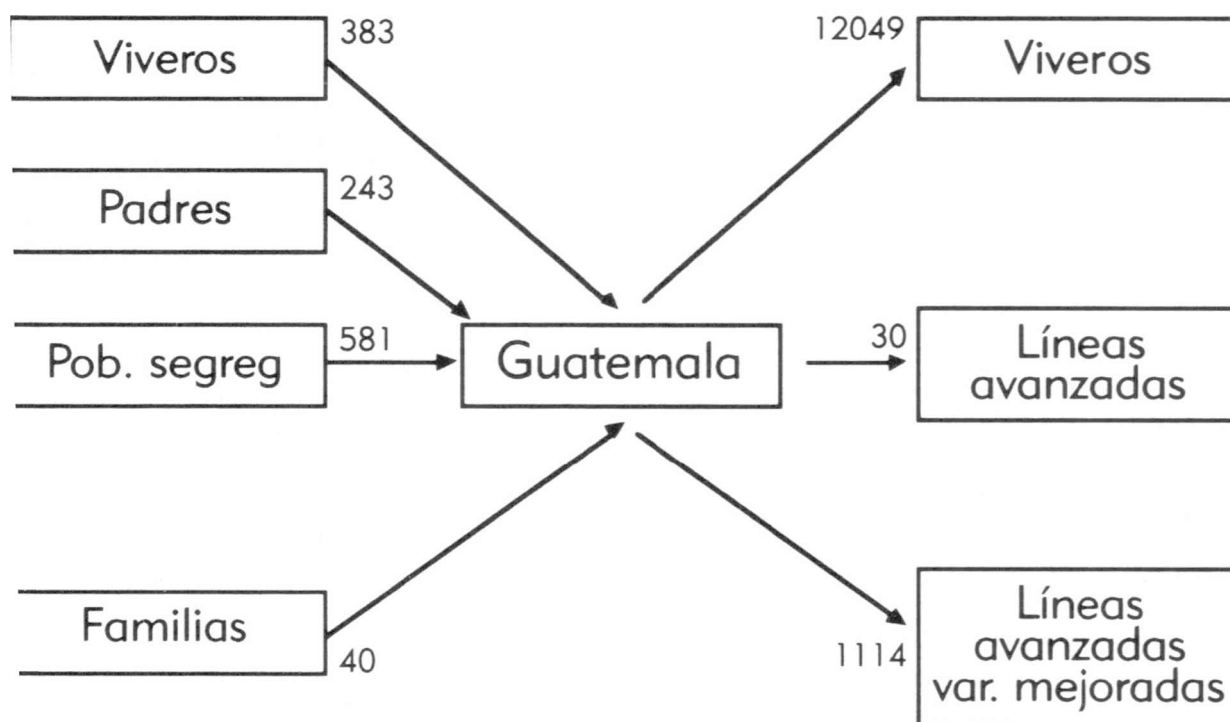 383
12049
Viveros
Viveros
243
Padres
581
30
Pob. segreg
Guatemala
Líneas
avanzadas
Familias
40
1114
Líneas
avanzadas
var. mejoradas